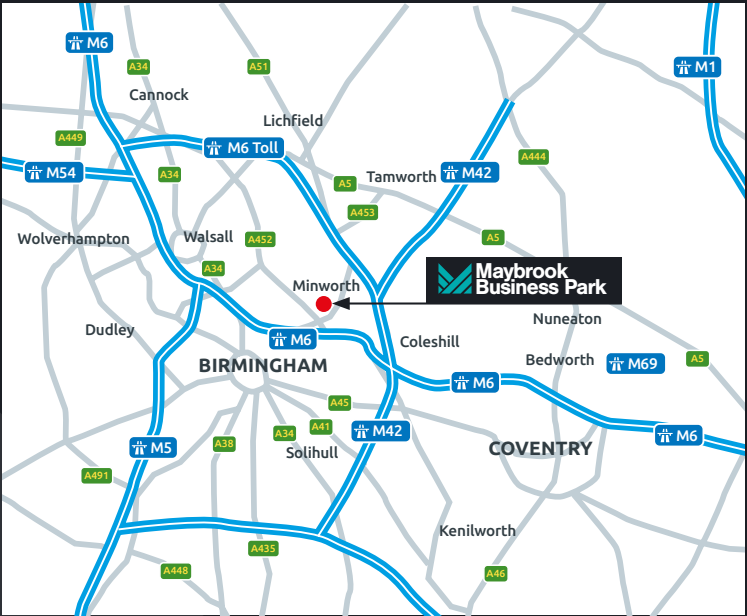 M6
A34
A51
M1
Cannock
Lichfield
A449
M6 Toll
A444
M54
A34
A5
Tamworth
M42
A453
Wolverhampton
Walsall
A452
A5
A34
Minworth
Maybrook
Business Park
Dudley
M6
Coleshill
Nuneaton
BIRMINGHAM
Bedworth
M69
A5
M6
A45
A38
A34
A41
M42
M6
M5
Solihull
COVENTRY
A491
Kenilworth
A435
A448
A46